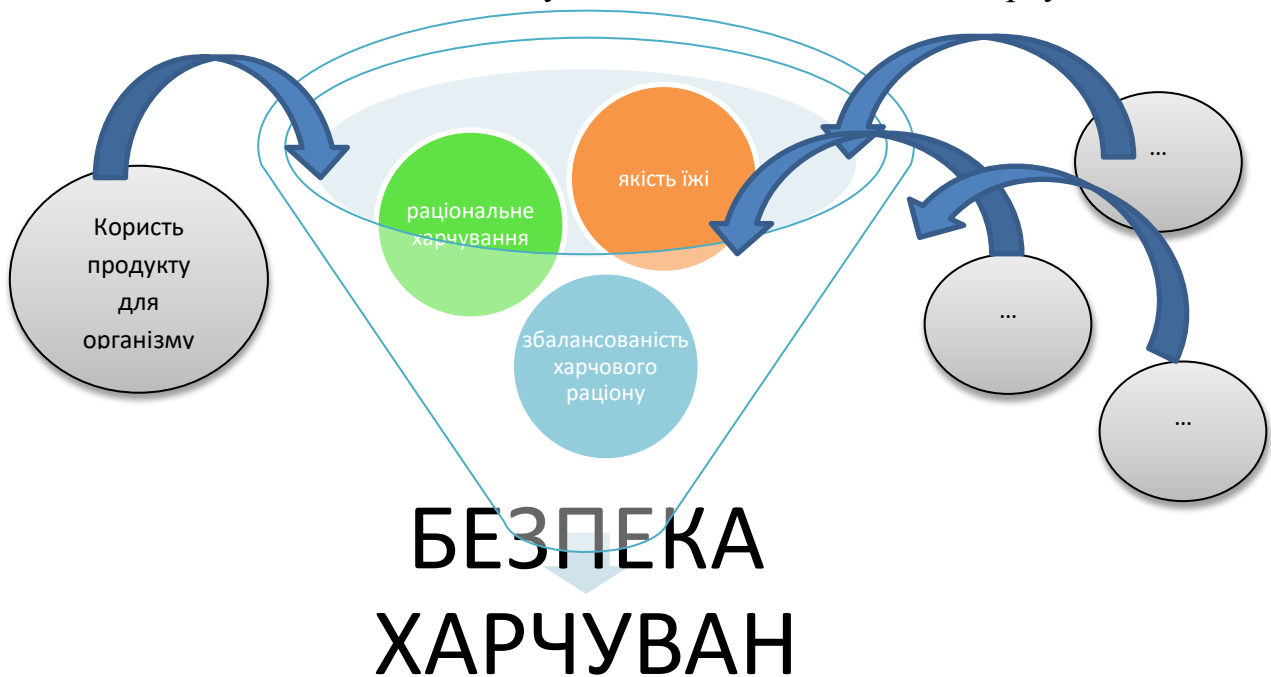 Користь
продукту
для
організму
раціональне
харчування
якість їжі
збалансованість
харчового
раціону
...
...
...
БЕЗПЕКА
ХАРЧУВАН